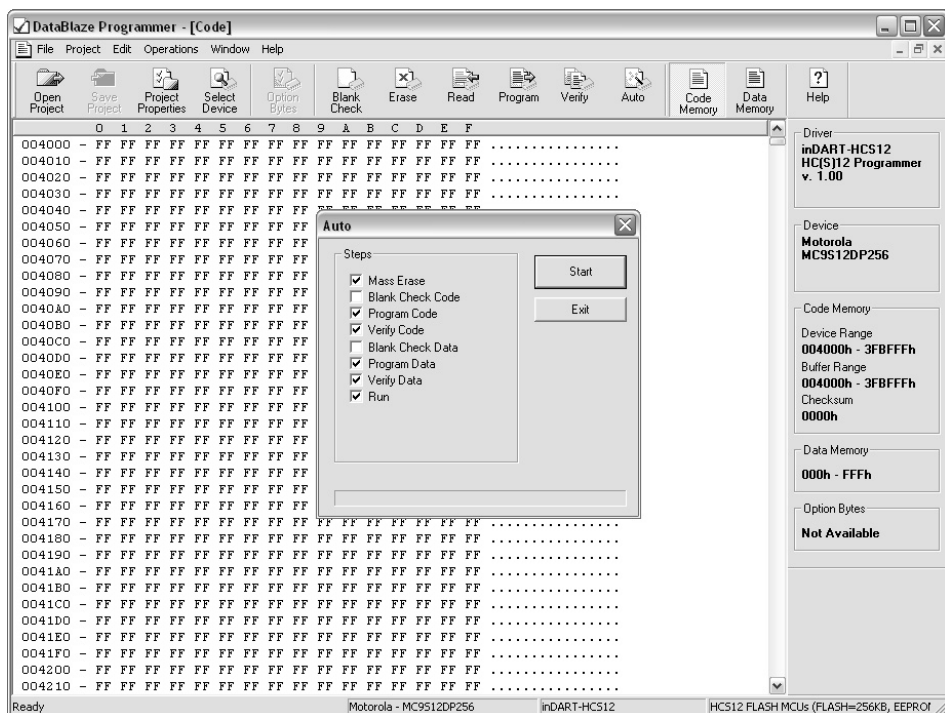 DataBlaze Programmer - [Code]
File Project Edit Operations Window Help
Open Project Save Project Project Properties Select Device Option Bytes Blank Check Erase Read Program Verify Auto Code Memory Data Memory Help
0 1 2 3 4 5 6 7 8 9 A B C D E F
004000 - FF FF FF FF FF FF FF FF FF FF FF FF FF FF FF FF ................
004010 - FF FF FF FF FF FF FF FF FF FF FF FF FF FF FF FF ................
004020 - FF FF FF FF FF FF FF FF FF FF FF FF FF FF FF FF ................
004030 - FF FF FF FF FF FF FF FF FF FF FF FF FF FF FF FF ................
004040 - FF FF FF FF FF FF FF FF FF
004050 - FF FF FF FF FF FF FF FF FF
004060 - FF FF FF FF FF FF FF FF FF
004070 - FF FF FF FF FF FF FF FF FF
004080 - FF FF FF FF FF FF FF FF FF
004090 - FF FF FF FF FF FF FF FF FF
0040A0 - FF FF FF FF FF FF FF FF FF
0040B0 - FF FF FF FF FF FF FF FF FF
0040C0 - FF FF FF FF FF FF FF FF FF
0040D0 - FF FF FF FF FF FF FF FF FF
0040E0 - FF FF FF FF FF FF FF FF FF
0040F0 - FF FF FF FF FF FF FF FF FF
004100 - FF FF FF FF FF FF FF FF FF
004110 - FF FF FF FF FF FF FF FF FF
004120 - FF FF FF FF FF FF FF FF FF
004130 - FF FF FF FF FF FF FF FF FF
004140 - FF FF FF FF FF FF FF FF FF
004150 - FF FF FF FF FF FF FF FF FF
004160 - FF FF FF FF FF FF FF FF FF
004170 - FF FF FF FF FF FF FF FF FF FF FF FF FF FF FF FF ................
004180 - FF FF FF FF FF FF FF FF FF FF FF FF FF FF FF FF ................
004190 - FF FF FF FF FF FF FF FF FF FF FF FF FF FF FF FF ................
0041A0 - FF FF FF FF FF FF FF FF FF FF FF FF FF FF FF FF ................
0041B0 - FF FF FF FF FF FF FF FF FF FF FF FF FF FF FF FF ................
0041C0 - FF FF FF FF FF FF FF FF FF FF FF FF FF FF FF FF ................
0041D0 - FF FF FF FF FF FF FF FF FF FF FF FF FF FF FF FF ................
0041E0 - FF FF FF FF FF FF FF FF FF FF FF FF FF FF FF FF ................
0041F0 - FF FF FF FF FF FF FF FF FF FF FF FF FF FF FF FF ................
004200 - FF FF FF FF FF FF FF FF FF FF FF FF FF FF FF FF ................
004210 - FF FF FF FF FF FF FF FF FF FF FF FF FF FF FF FF ................
Auto
Steps
Mass Erase
Blank Check Code
Program Code
Verify Code
Blank Check Data
Program Data
Verify Data
Run
Start
Exit
Driver
inDART-HCS12
HC(S)12 Programmer
v. 1.00
Device
Motorola
MC9S12DP256
Code Memory
Device Range
004000h - 3FBFFFh
Buffer Range
004000h - 3FBFFFh
Checksum
0000h
Data Memory
000h - FFFh
Option Bytes
Not Available
Ready Motorola - MC9S12DP256 inDART-HCS12 HCS12 FLASH MCUs (FLASH=256KB, EEPROM